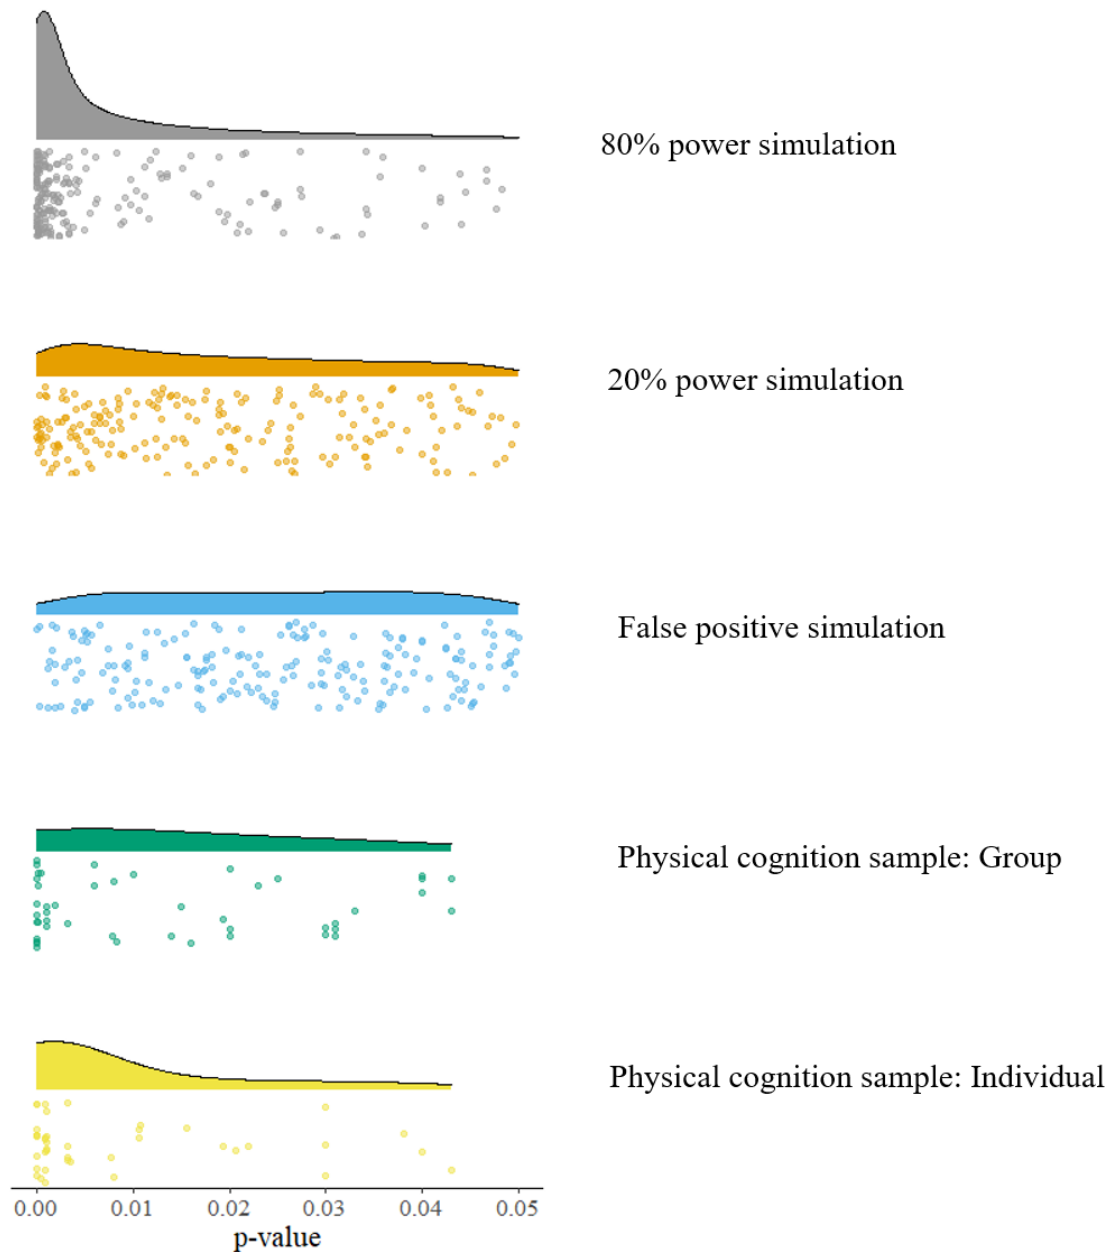 80% power simulation
20% power simulation
False positive simulation
Physical cognition sample: Group
Physical cognition sample: Individual
0.00 0.01 0.02 0.03 0.04 0.05
p-value